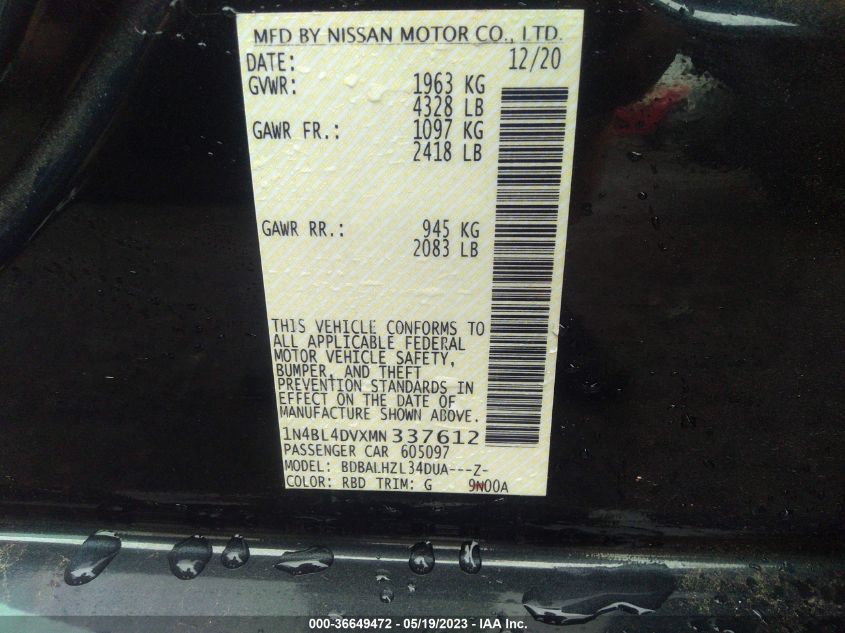 MFD BY NISSAN MOTOR CO., LTD.
DATE: 12/20
GVWR: 1963 KG
4328 LB
GAWR FR.: 1097 KG
2418 LB
GAWR RR.: 945 KG
2083 LB
THIS VEHICLE CONFORMS TO
ALL APPLICABLE FEDERAL
MOTOR VEHICLE SAFETY,
BUMPER, AND THEFT
PREVENTION STANDARDS IN
EFFECT ON THE DATE OF
MANUFACTURE SHOWN ABOVE.
1N4BL4DVXMN337612
PASSENGER CAR 605097
MODEL: BDBALHZL34DUA---Z-
COLOR: RBD TRIM: G 9N00A
000-36649472 - 05/19/2023 - IAA Inc.